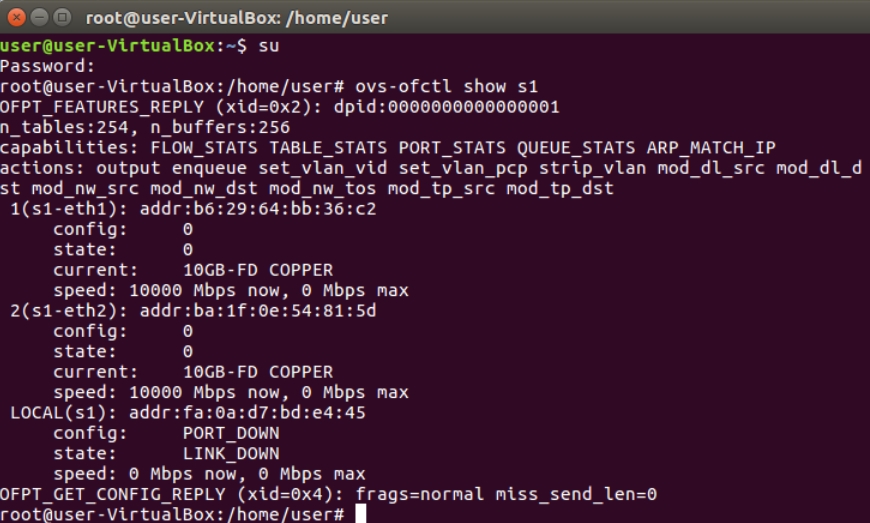 root@user-VirtualBox: /home/user
user@user-VirtualBox:~$ su
Password:
root@user-VirtualBox:/home/user# ovs-ofctl show s1
OFPT_FEATURES_REPLY (xid=0x2): dpid:0000000000000001
n_tables:254, n_buffers:256
capabilities: FLOW_STATS TABLE_STATS PORT_STATS QUEUE_STATS ARP_MATCH_IP
actions: output enqueue set_vlan_vid set_vlan_pcp strip_vlan mod_dl_src mod_dl_d
st mod_nw_src mod_nw_dst mod_nw_tos mod_tp_src mod_tp_dst
 1(s1-eth1): addr:b6:29:64:bb:36:c2
     config:     0
     state:      0
     current:    10GB-FD COPPER
     speed: 10000 Mbps now, 0 Mbps max
 2(s1-eth2): addr:ba:1f:0e:54:81:5d
     config:     0
     state:      0
     current:    10GB-FD COPPER
     speed: 10000 Mbps now, 0 Mbps max
 LOCAL(s1): addr:fa:0a:d7:bd:e4:45
     config:     PORT_DOWN
     state:      LINK_DOWN
     speed: 0 Mbps now, 0 Mbps max
OFPT_GET_CONFIG_REPLY (xid=0x4): frags=normal miss_send_len=0
root@user-VirtualBox:/home/user#